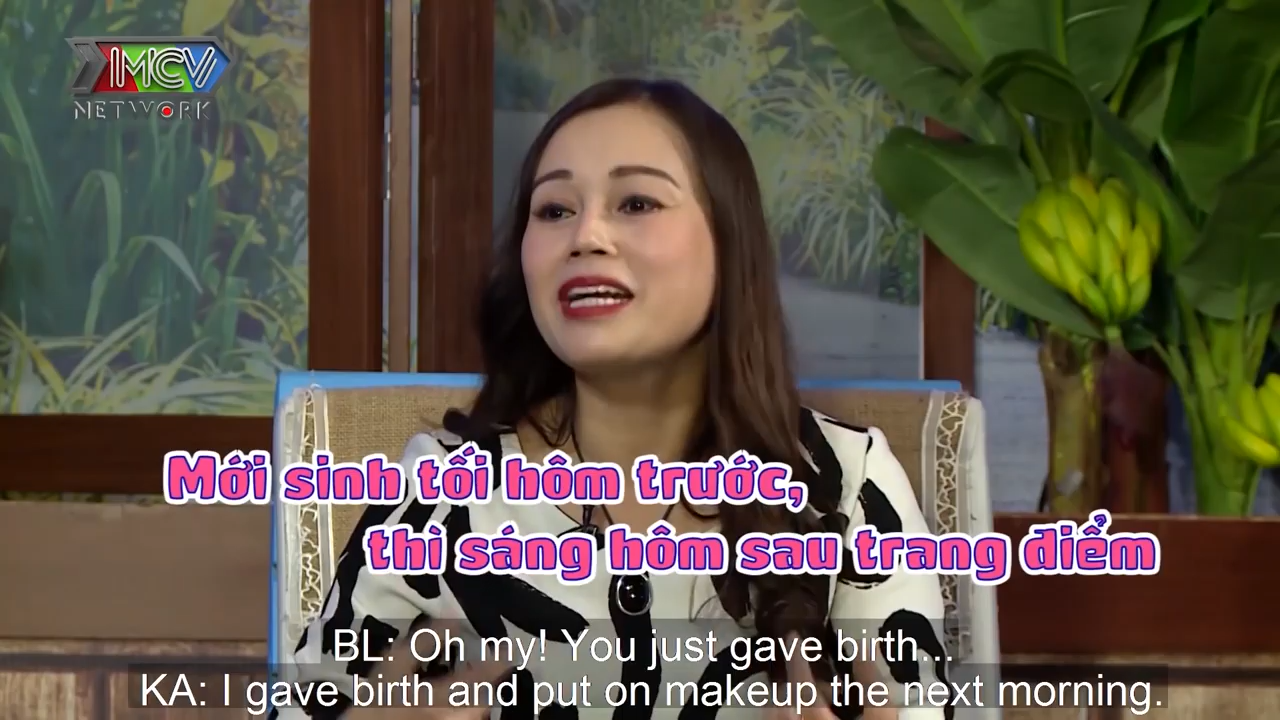 MCV
NETWORK
Mới sinh tối hôm trước,
thì sáng hôm sau trang điểm
BL: Oh my! You just gave birth...
KA: I gave birth and put on makeup the next morning.